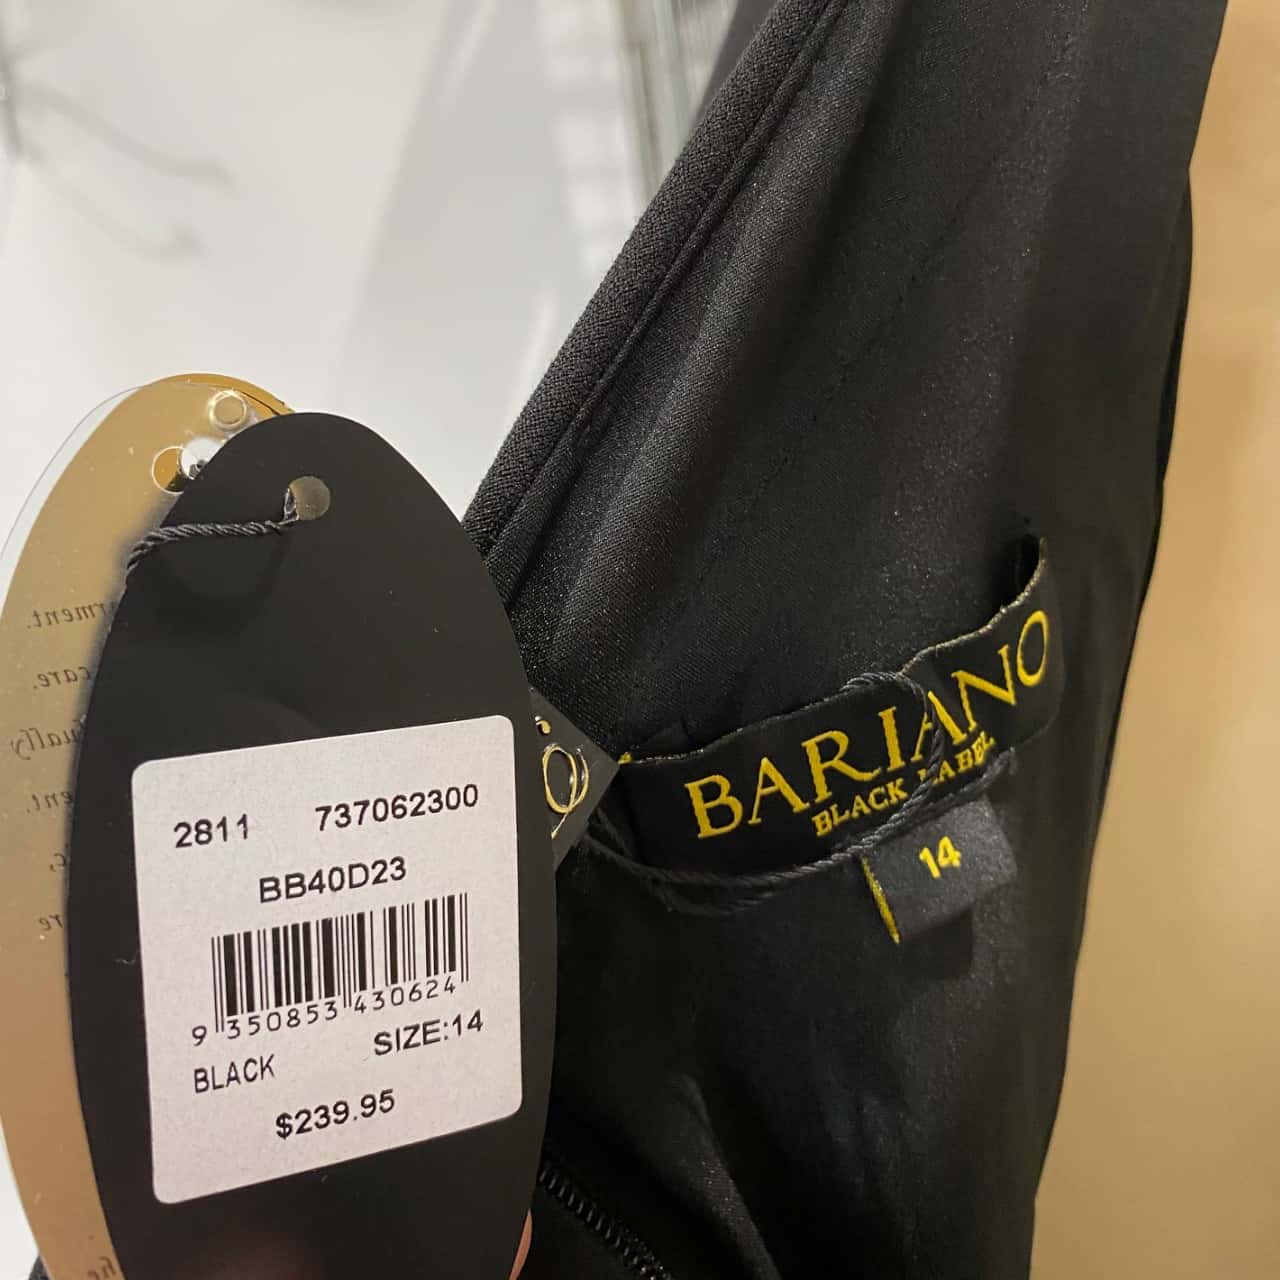 2811 737062300
BB40D23
9 350853 430624
BLACK SIZE:14
$239.95
BARIANO
BLACK LABEL
14